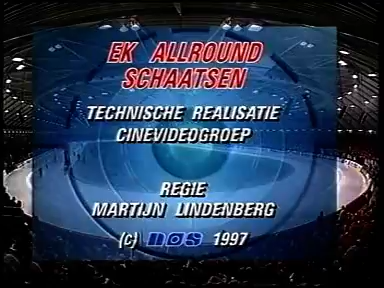 EK ALLROUND
SCHAATSEN
TECHNISCHE REALISATIE
CINEVIDEOGROEP
REGIE
MARTIJN LINDENBERG
(c) NOS 1997